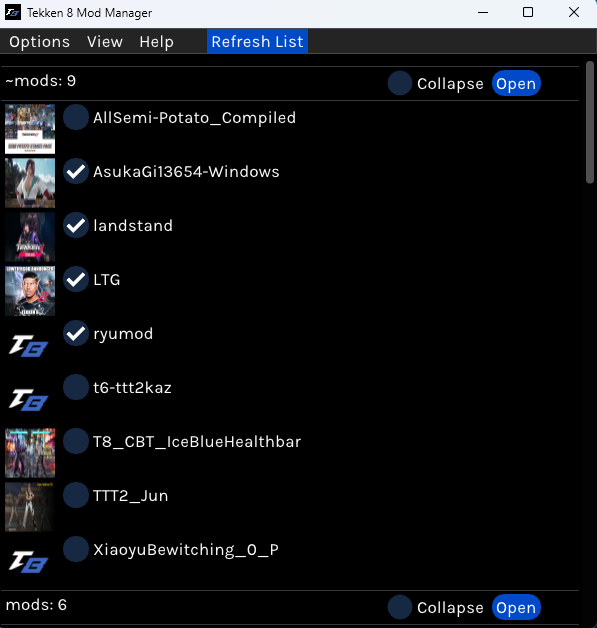 Tekken 8 Mod Manager
Options View Help Refresh List
~mods: 9 Collapse Open
AllSemi-Potato_Compiled
AsukaGi13654-Windows
landstand
LTG
ryumod
t6-ttt2kaz
T8_CBT_IceBlueHealthbar
TTT2_Jun
XiaoyuBewitching_0_P
mods: 6 Collapse Open